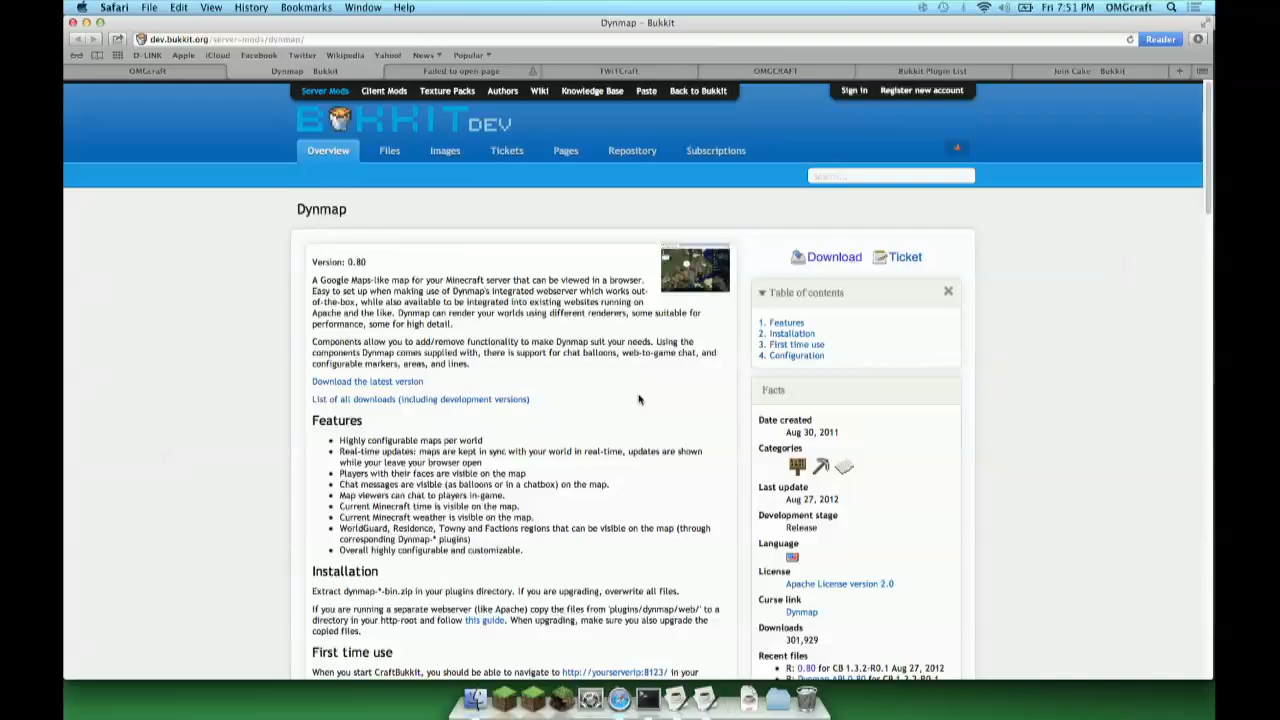 Safari File Edit View History Bookmarks Window Help Fri 7:51 PM OMGcraft
Dynmap – Bukkit
dev.bukkit.org/server-mods/dynmap/ Reader
D-LINK Apple iCloud Facebook Twitter Wikipedia Yahoo! News Popular
OMGcraft Dynmap Bukkit Failed to open page TWiTCraft OMGCRAFT Bukkit Plugin List Join Cake Bukkit
Server Mods Client Mods Texture Packs Authors Wiki Knowledge Base Paste Back to Bukkit Sign in Register new account
BUKKIT DEV
Overview Files Images Tickets Pages Repository Subscriptions
Search...
Dynmap
Version: 0.80
A Google Maps-like map for your Minecraft server that can be viewed in a browser.
Easy to set up when making use of Dynmap's integrated webserver which works out-
of-the-box, while also available to be integrated into existing websites running on
Apache and the like. Dynmap can render your worlds using different renderers, some suitable for
performance, some for high detail.
Components allow you to add/remove functionality to make Dynmap suit your needs. Using the
components Dynmap comes supplied with, there is support for chat balloons, web-to-game chat, and
configurable markers, areas, and lines.
Download the latest version
List of all downloads (including development versions)
Features
• Highly configurable maps per world
• Real-time updates: maps are kept in sync with your world in real-time, updates are shown
while your leave your browser open
• Players with their faces are visible on the map
• Chat messages are visible (as balloons or in a chatbox) on the map.
• Map viewers can chat to players in-game.
• Current Minecraft time is visible on the map.
• Current Minecraft weather is visible on the map.
• WorldGuard, Residence, Towny and Factions regions that can be visible on the map (through
corresponding Dynmap-* plugins)
• Overall highly configurable and customizable.
Installation
Extract dynmap-*-bin.zip in your plugins directory. If you are upgrading, overwrite all files.
If you are running a separate webserver (like Apache) copy the files from 'plugins/dynmap/web/' to a
directory in your http-root and follow this guide. When upgrading, make sure you also upgrade the
copied files.
First time use
When you start CraftBukkit, you should be able to navigate to http://yourserverip:8123/ in your
Download Ticket
Table of contents
1. Features
2. Installation
3. First time use
4. Configuration
Facts
Date created
Aug 30, 2011
Categories
Last update
Aug 27, 2012
Development stage
Release
Language
License
Apache License version 2.0
Curse link
Dynmap
Downloads
301,929
Recent files
• R: 0.80 for CB 1.3.2-R0.1 Aug 27, 2012